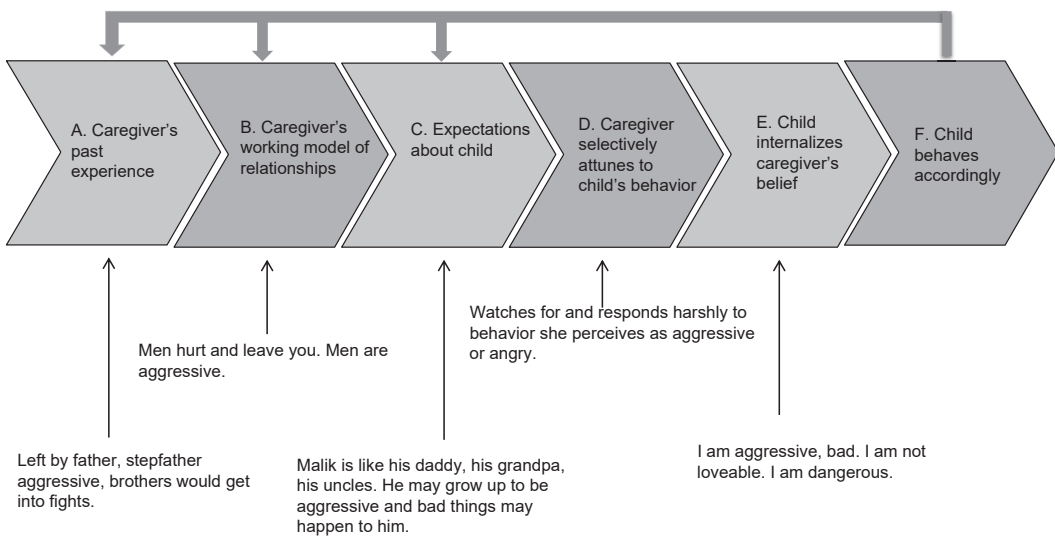 A. Caregiver's
past
experience
B. Caregiver's
working model of
relationships
C. Expectations
about child
D. Caregiver
selectively
attunes to
child's behavior
E. Child
internalizes
caregiver's
belief
F. Child
behaves
accordingly
Men hurt and leave you. Men are
aggressive.
Watches for and responds harshly to
behavior she perceives as aggressive
or angry.
Left by father, stepfather
aggressive, brothers would get
into fights.
Malik is like his daddy, his grandpa,
his uncles. He may grow up to be
aggressive and bad things may
happen to him.
I am aggressive, bad. I am not
loveable. I am dangerous.